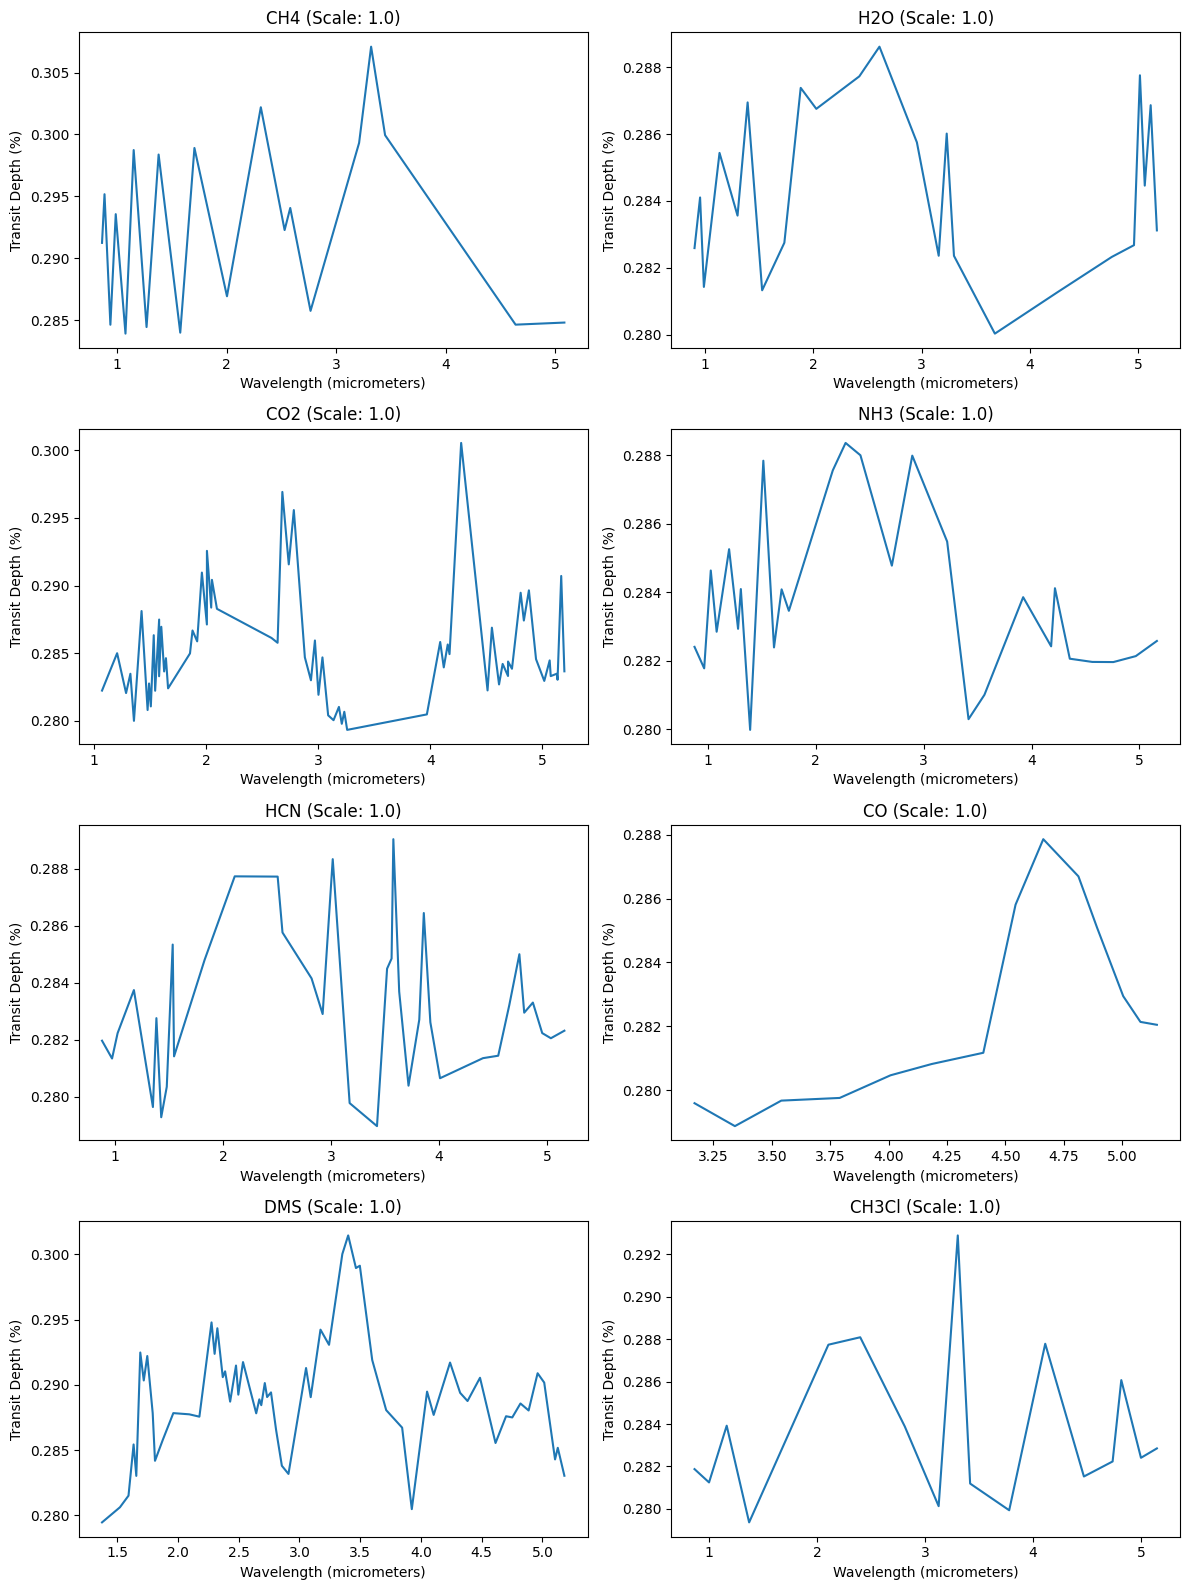 CH4 (Scale: 1.0)
0.305
0.300
0.295
0.290
0.285
Transit Depth (%)
1 2 3 4 5
Wavelength (micrometers)
H2O (Scale: 1.0)
0.288
0.286
0.284
0.282
0.280
Transit Depth (%)
1 2 3 4 5
Wavelength (micrometers)
CO2 (Scale: 1.0)
0.300
0.295
0.290
0.285
0.280
Transit Depth (%)
1 2 3 4 5
Wavelength (micrometers)
NH3 (Scale: 1.0)
0.288
0.286
0.284
0.282
0.280
Transit Depth (%)
1 2 3 4 5
Wavelength (micrometers)
HCN (Scale: 1.0)
0.288
0.286
0.284
0.282
0.280
Transit Depth (%)
1 2 3 4 5
Wavelength (micrometers)
CO (Scale: 1.0)
0.288
0.286
0.284
0.282
0.280
Transit Depth (%)
3.25 3.50 3.75 4.00 4.25 4.50 4.75 5.00
Wavelength (micrometers)
DMS (Scale: 1.0)
0.300
0.295
0.290
0.285
0.280
Transit Depth (%)
1.5 2.0 2.5 3.0 3.5 4.0 4.5 5.0
Wavelength (micrometers)
CH3Cl (Scale: 1.0)
0.292
0.290
0.288
0.286
0.284
0.282
0.280
Transit Depth (%)
1 2 3 4 5
Wavelength (micrometers)